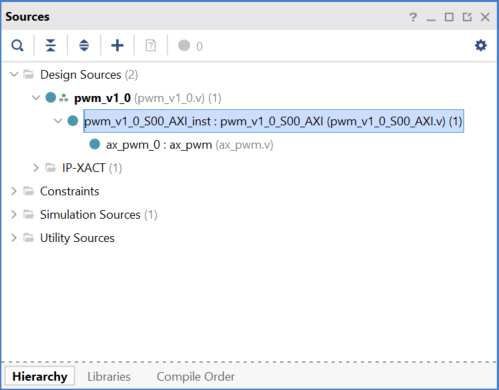 Sources
? _ □
0
Design Sources (2)
pwm_v1_0 (pwm_v1_0.v) (1)
pwm_v1_0_S00_AXI_inst : pwm_v1_0_S00_AXI (pwm_v1_0_S00_AXI.v) (1)
ax_pwm_0 : ax_pwm (ax_pwm.v)
IP-XACT (1)
Constraints
Simulation Sources (1)
Utility Sources
Hierarchy Libraries Compile Order